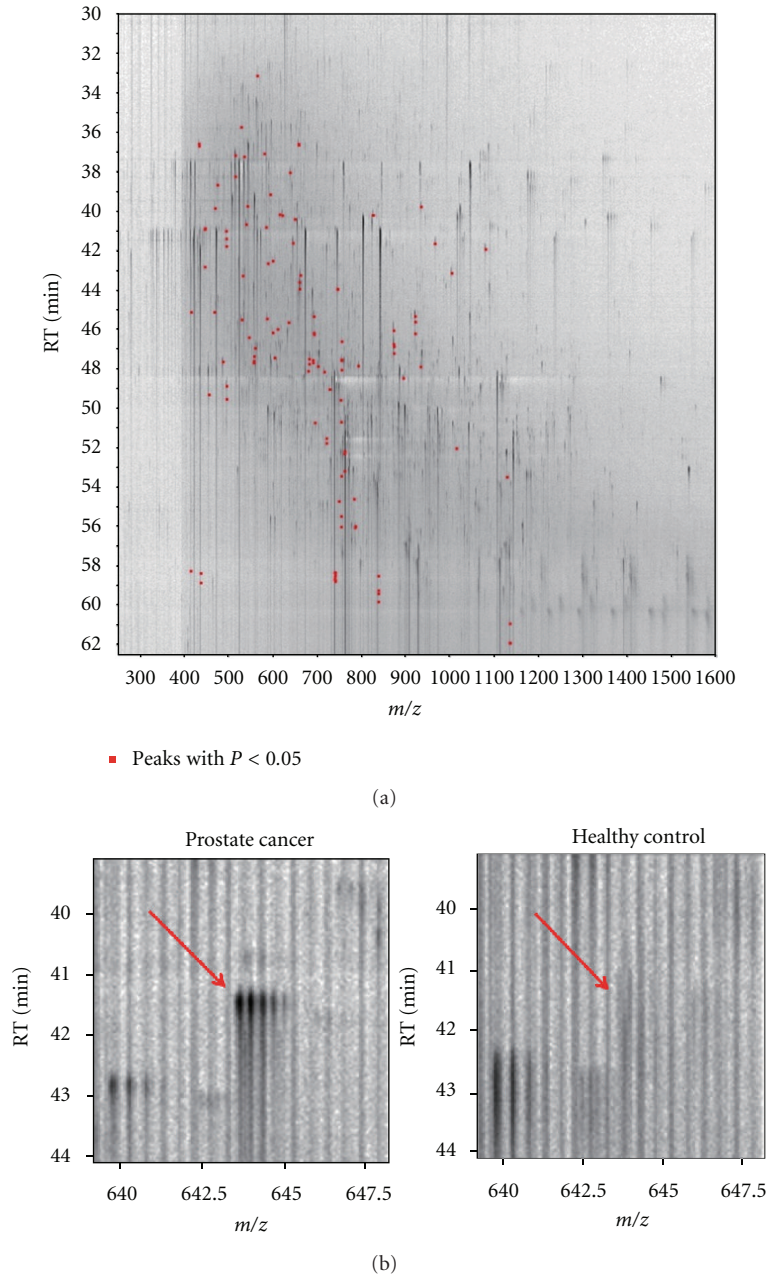 30
32
34
36
38
40
42
44
46
48
50
52
54
56
58
60
62
RT (min)
300 400 500 600 700 800 900 1000 1100 1200 1300 1400 1500 1600
m/z
Peaks with P < 0.05
(a)
Prostate cancer
40
41
42
43
44
RT (min)
640 642.5 645 647.5
m/z
Healthy control
40
41
42
43
44
RT (min)
640 642.5 645 647.5
m/z
(b)